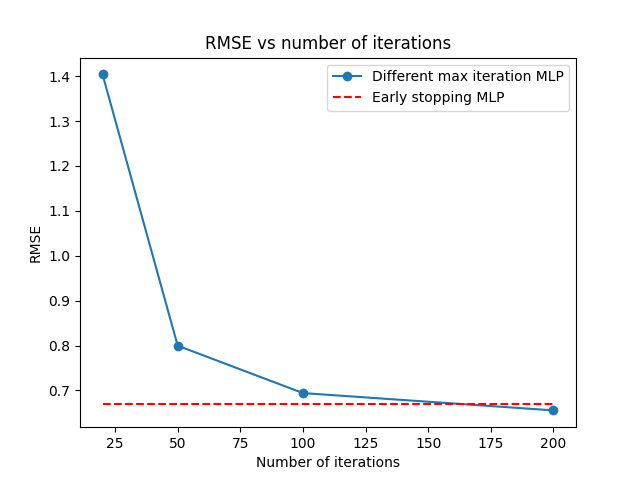 RMSE vs number of iterations
Different max iteration MLP
Early stopping MLP
1.4
1.3
1.2
1.1
1.0
0.9
0.8
0.7
RMSE
25 50 75 100 125 150 175 200
Number of iterations